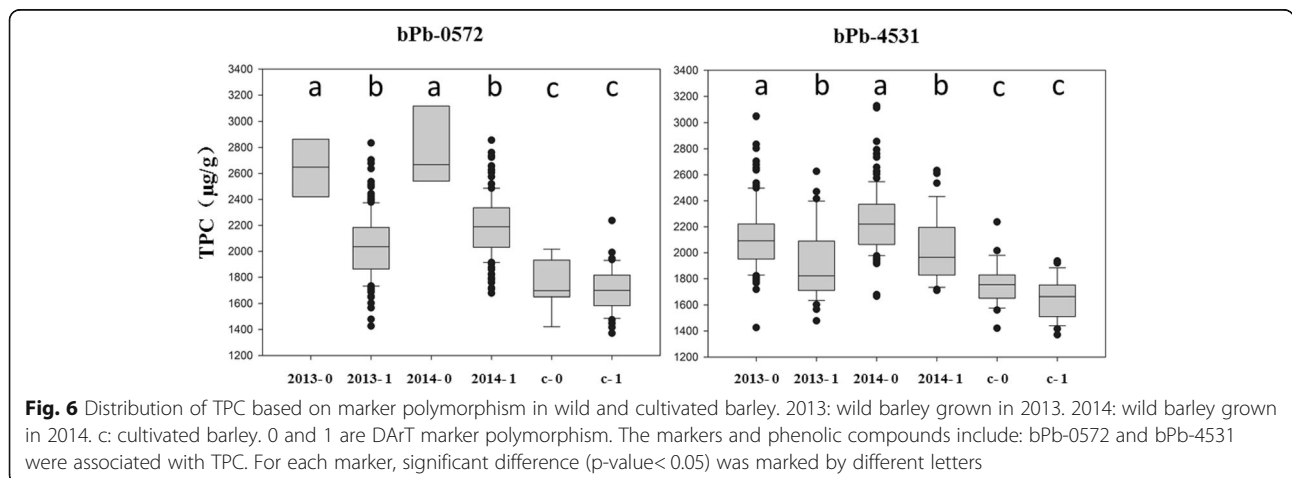 bPb-0572
bPb-4531
TPC (μg/g)
3400
3200
3000
2800
2600
2400
2200
2000
1800
1600
1400
1200
a b a b c c
2013-0 2013-1 2014-0 2014-1 c-0 c-1
3400
3200
3000
2800
2600
2400
2200
2000
1800
1600
1400
1200
a b a b c c
2013-0 2013-1 2014-0 2014-1 c-0 c-1
Fig. 6 Distribution of TPC based on marker polymorphism in wild and cultivated barley. 2013: wild barley grown in 2013. 2014: wild barley grown
in 2014. c: cultivated barley. 0 and 1 are DArT marker polymorphism. The markers and phenolic compounds include: bPb-0572 and bPb-4531
were associated with TPC. For each marker, significant difference (p-value< 0.05) was marked by different letters